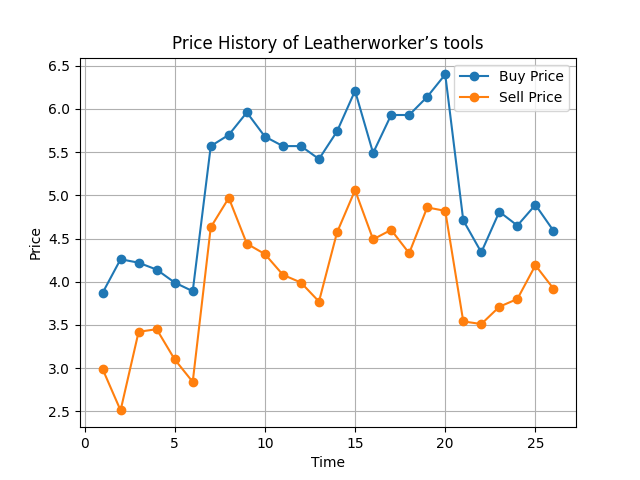 Price History of Leatherworker’s tools
6.5
6.0
5.5
5.0
4.5
4.0
3.5
3.0
2.5
Price
Buy Price
Sell Price
0 5 10 15 20 25
Time